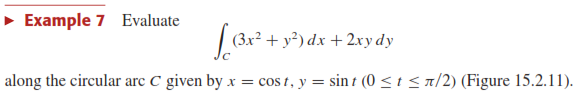 ▶ Example 7 Evaluate
∫_C (3x² + y²) dx + 2xy dy
along the circular arc C given by x = cos t, y = sin t (0 ≤ t ≤ π/2) (Figure 15.2.11).